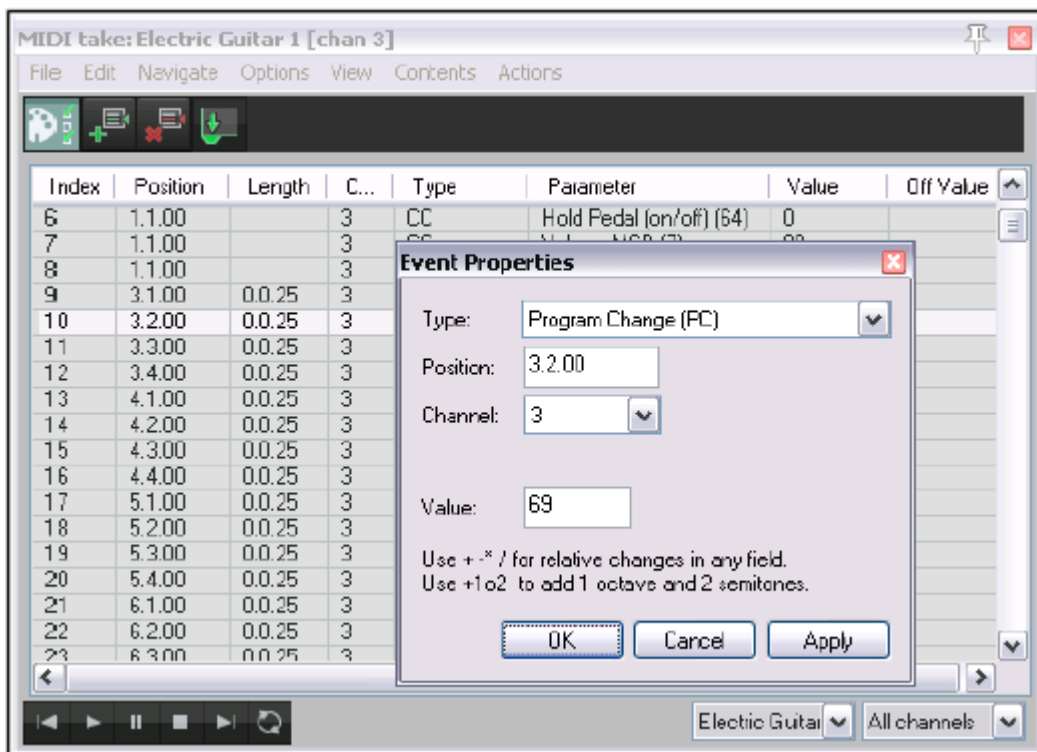 MIDI take: Electric Guitar 1 [chan 3]
File Edit Navigate Options View Contents Actions
Index Position Length C... Type Parameter Value Off Value
6 1.1.00 3 CC Hold Pedal (on/off) (64) 0
7 1.1.00 3
8 1.1.00 3
Event Properties
9 3.1.00 0.0.25 3
10 3.2.00 0.0.25 3
Type: Program Change (PC)
11 3.3.00 0.0.25 3
12 3.4.00 0.0.25 3
Position: 3.2.00
13 4.1.00 0.0.25 3
14 4.2.00 0.0.25 3
Channel: 3
15 4.3.00 0.0.25 3
16 4.4.00 0.0.25 3
17 5.1.00 0.0.25 3
18 5.2.00 0.0.25 3
Value: 69
19 5.3.00 0.0.25 3
Use + -* / for relative changes in any field.
20 5.4.00 0.0.25 3
Use +1o2 to add 1 octave and 2 semitones.
21 6.1.00 0.0.25 3
22 6.2.00 0.0.25 3
OK Cancel Apply
23 6.3.00 0.0.25 3
Electric Guitar All channels